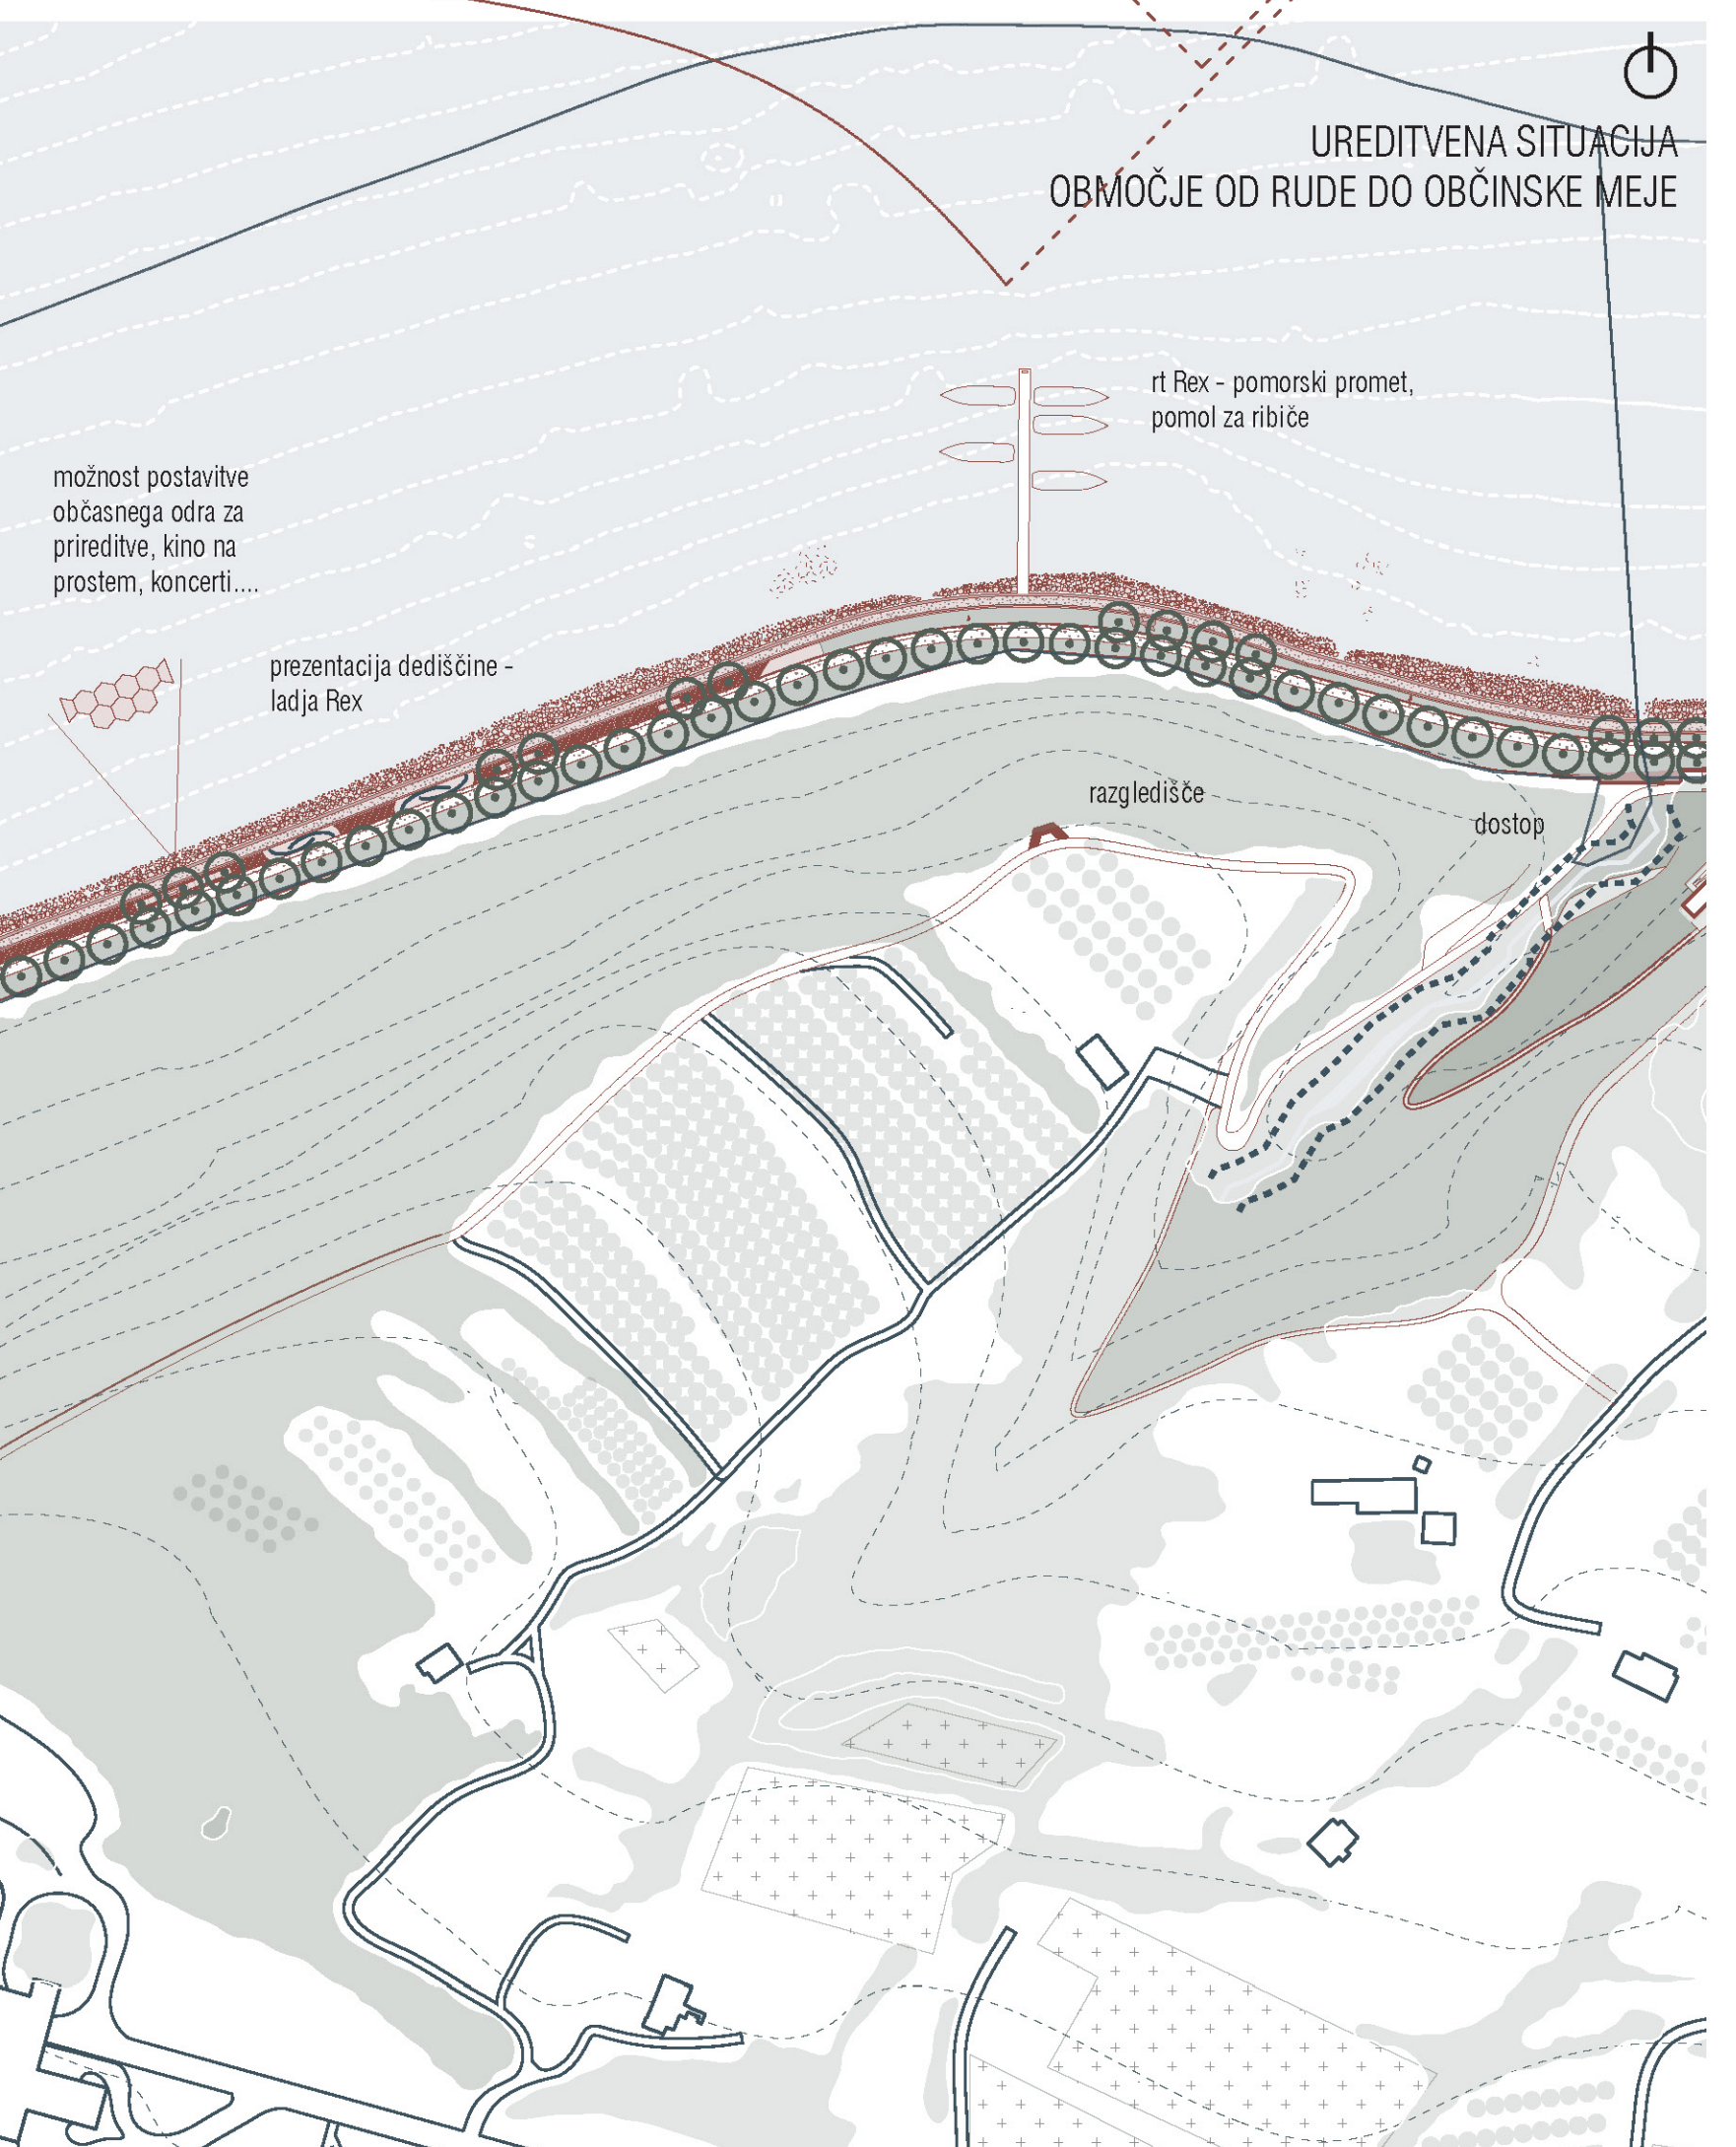 UREDITVENA SITUACIJA
OBMOČJE OD RUDE DO OBČINSKE MEJE
rt Rex - pomorski promet,
pomol za ribiče
možnost postavitve
občasnega odra za
prireditve, kino na
prostem, koncerti....
prezentacija dediščine -
ladja Rex
razgledišče
dostop